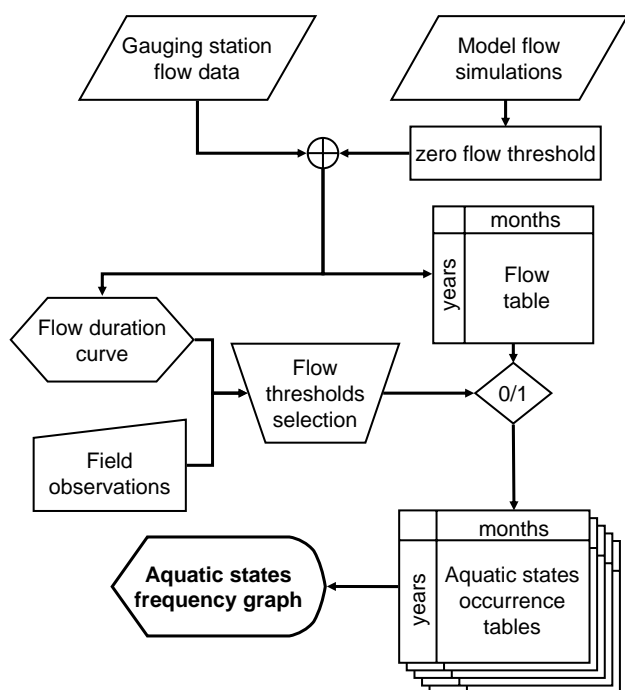 Gauging station
flow data
Model flow
simulations
zero flow threshold
months
years
Flow
table
Flow duration
curve
Flow
thresholds
selection
0/1
Field
observations
months
years
Aquatic states
occurrence
tables
Aquatic states
frequency graph